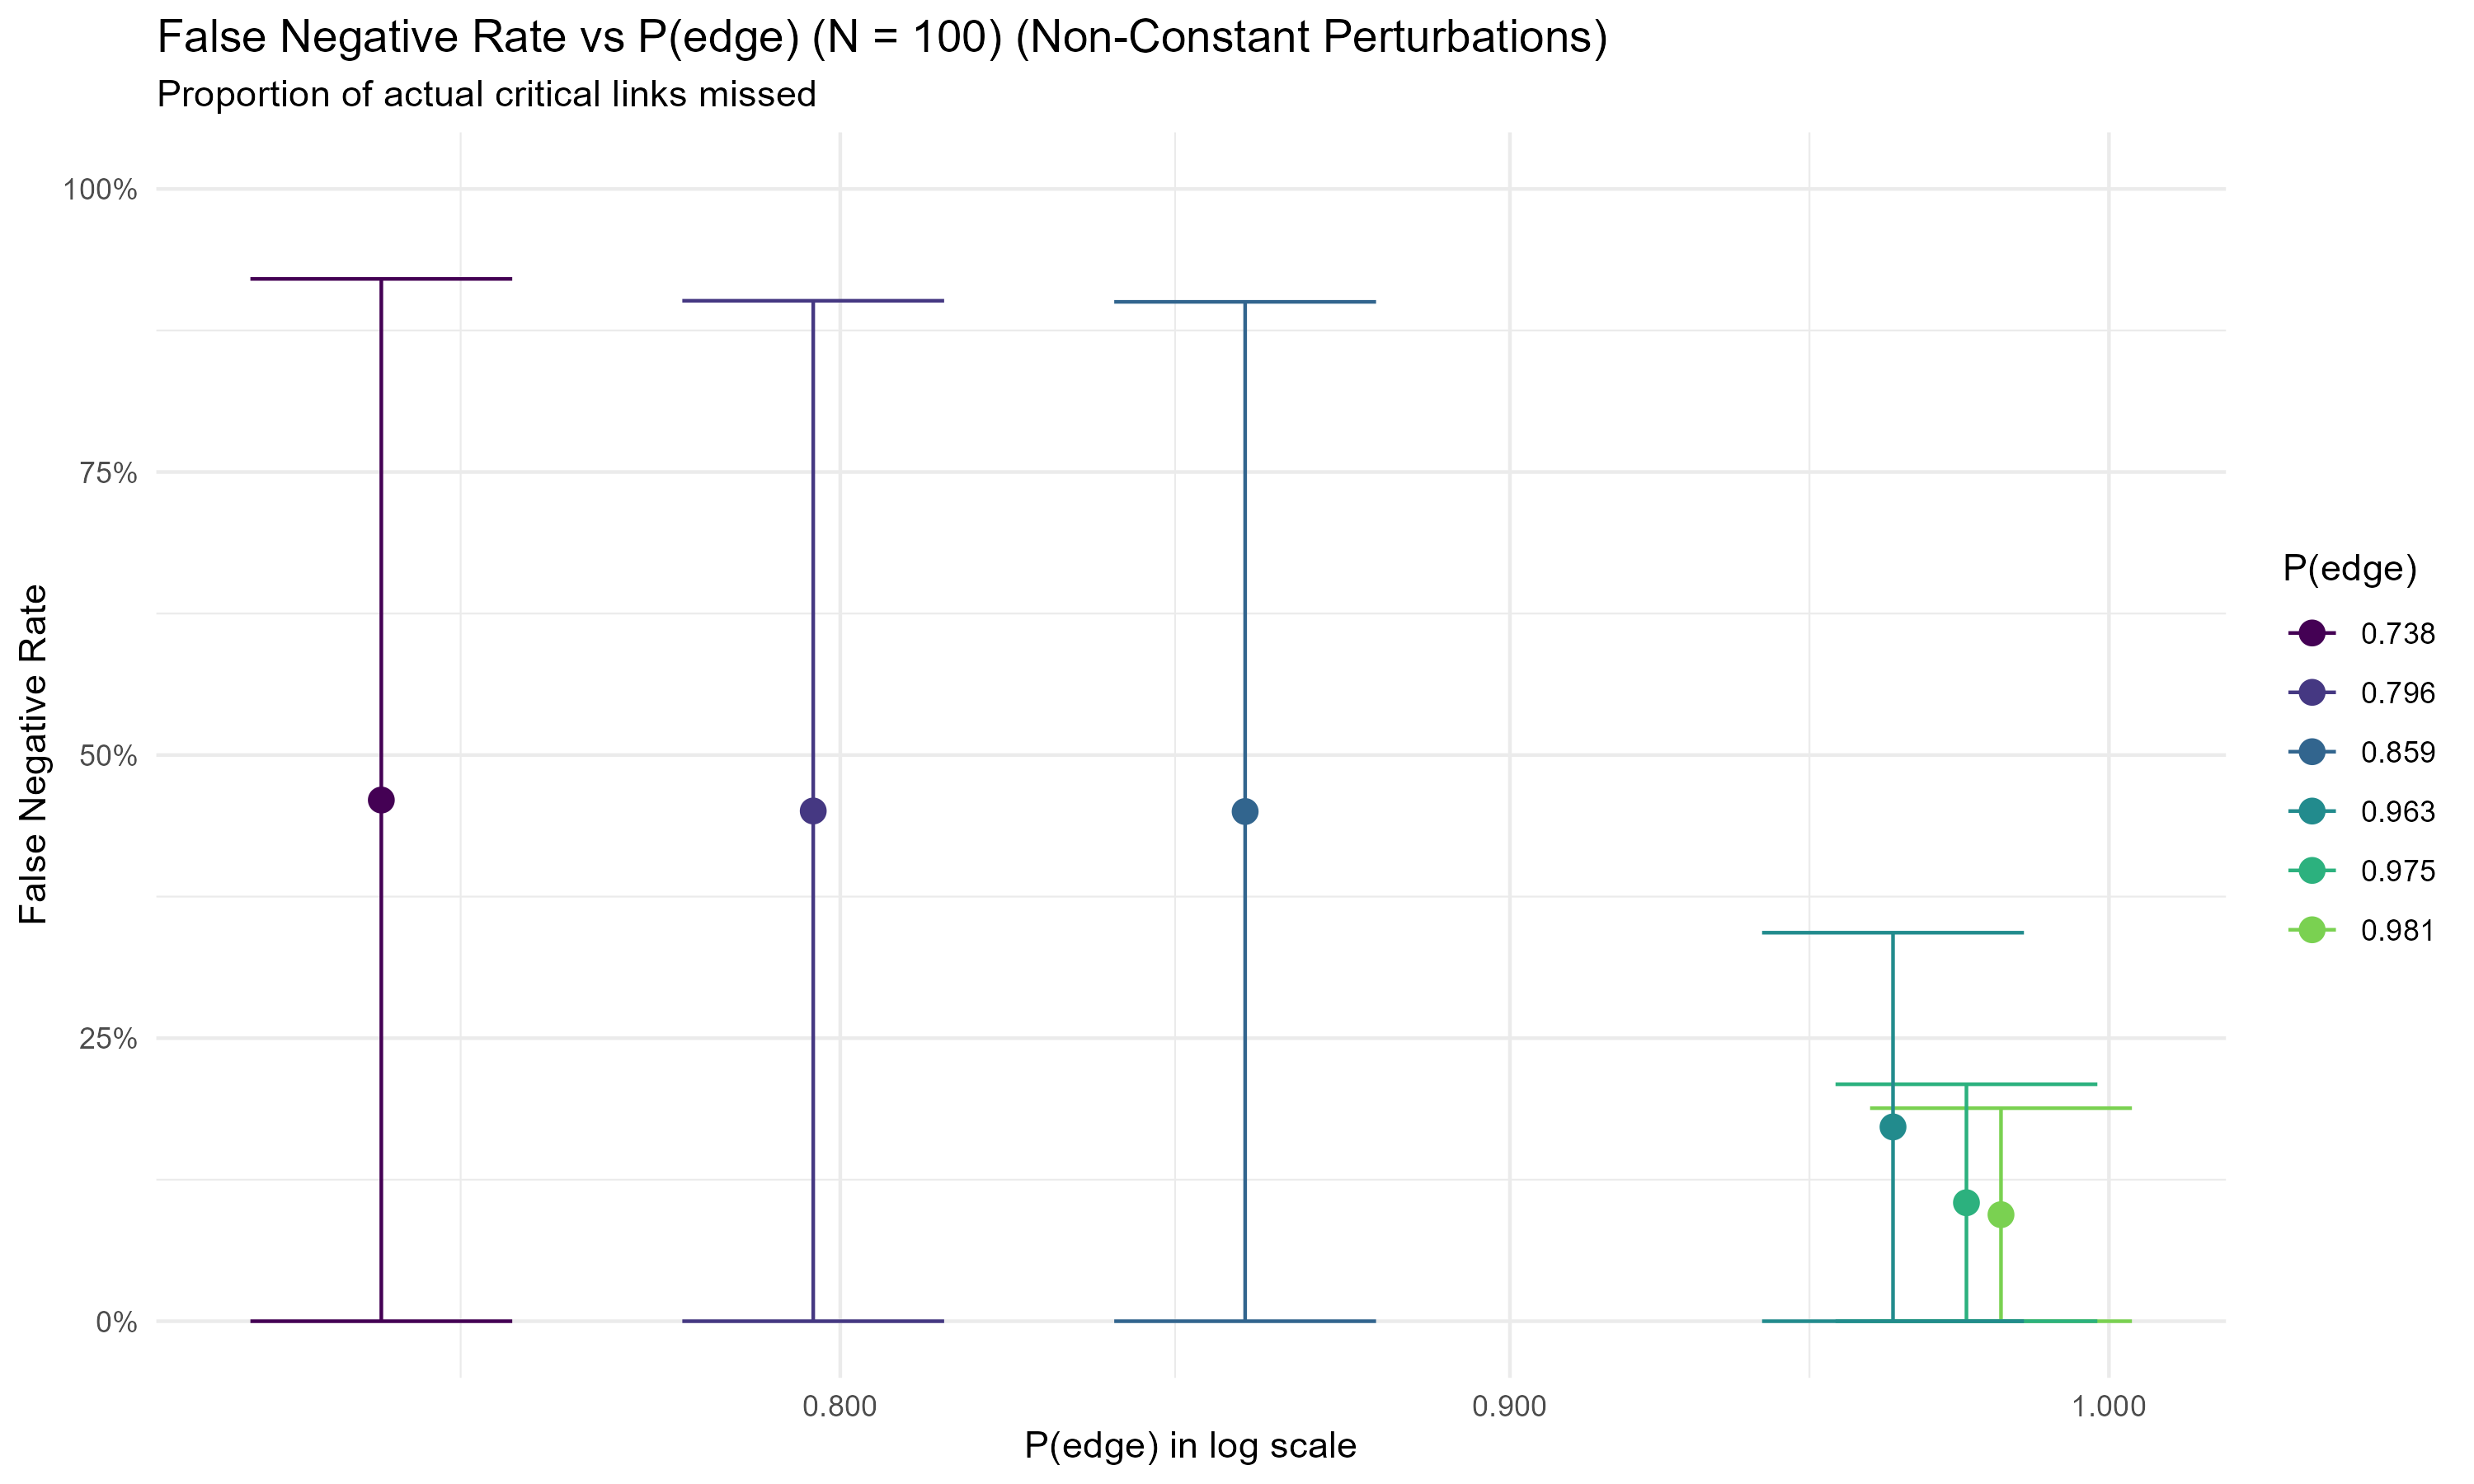 False Negative Rate vs P(edge) (N = 100) (Non-Constant Perturbations)
Proportion of actual critical links missed
100%
75%
50%
25%
0%
False Negative Rate
0.800
0.900
1.000
P(edge) in log scale
P(edge)
0.738
0.796
0.859
0.963
0.975
0.981